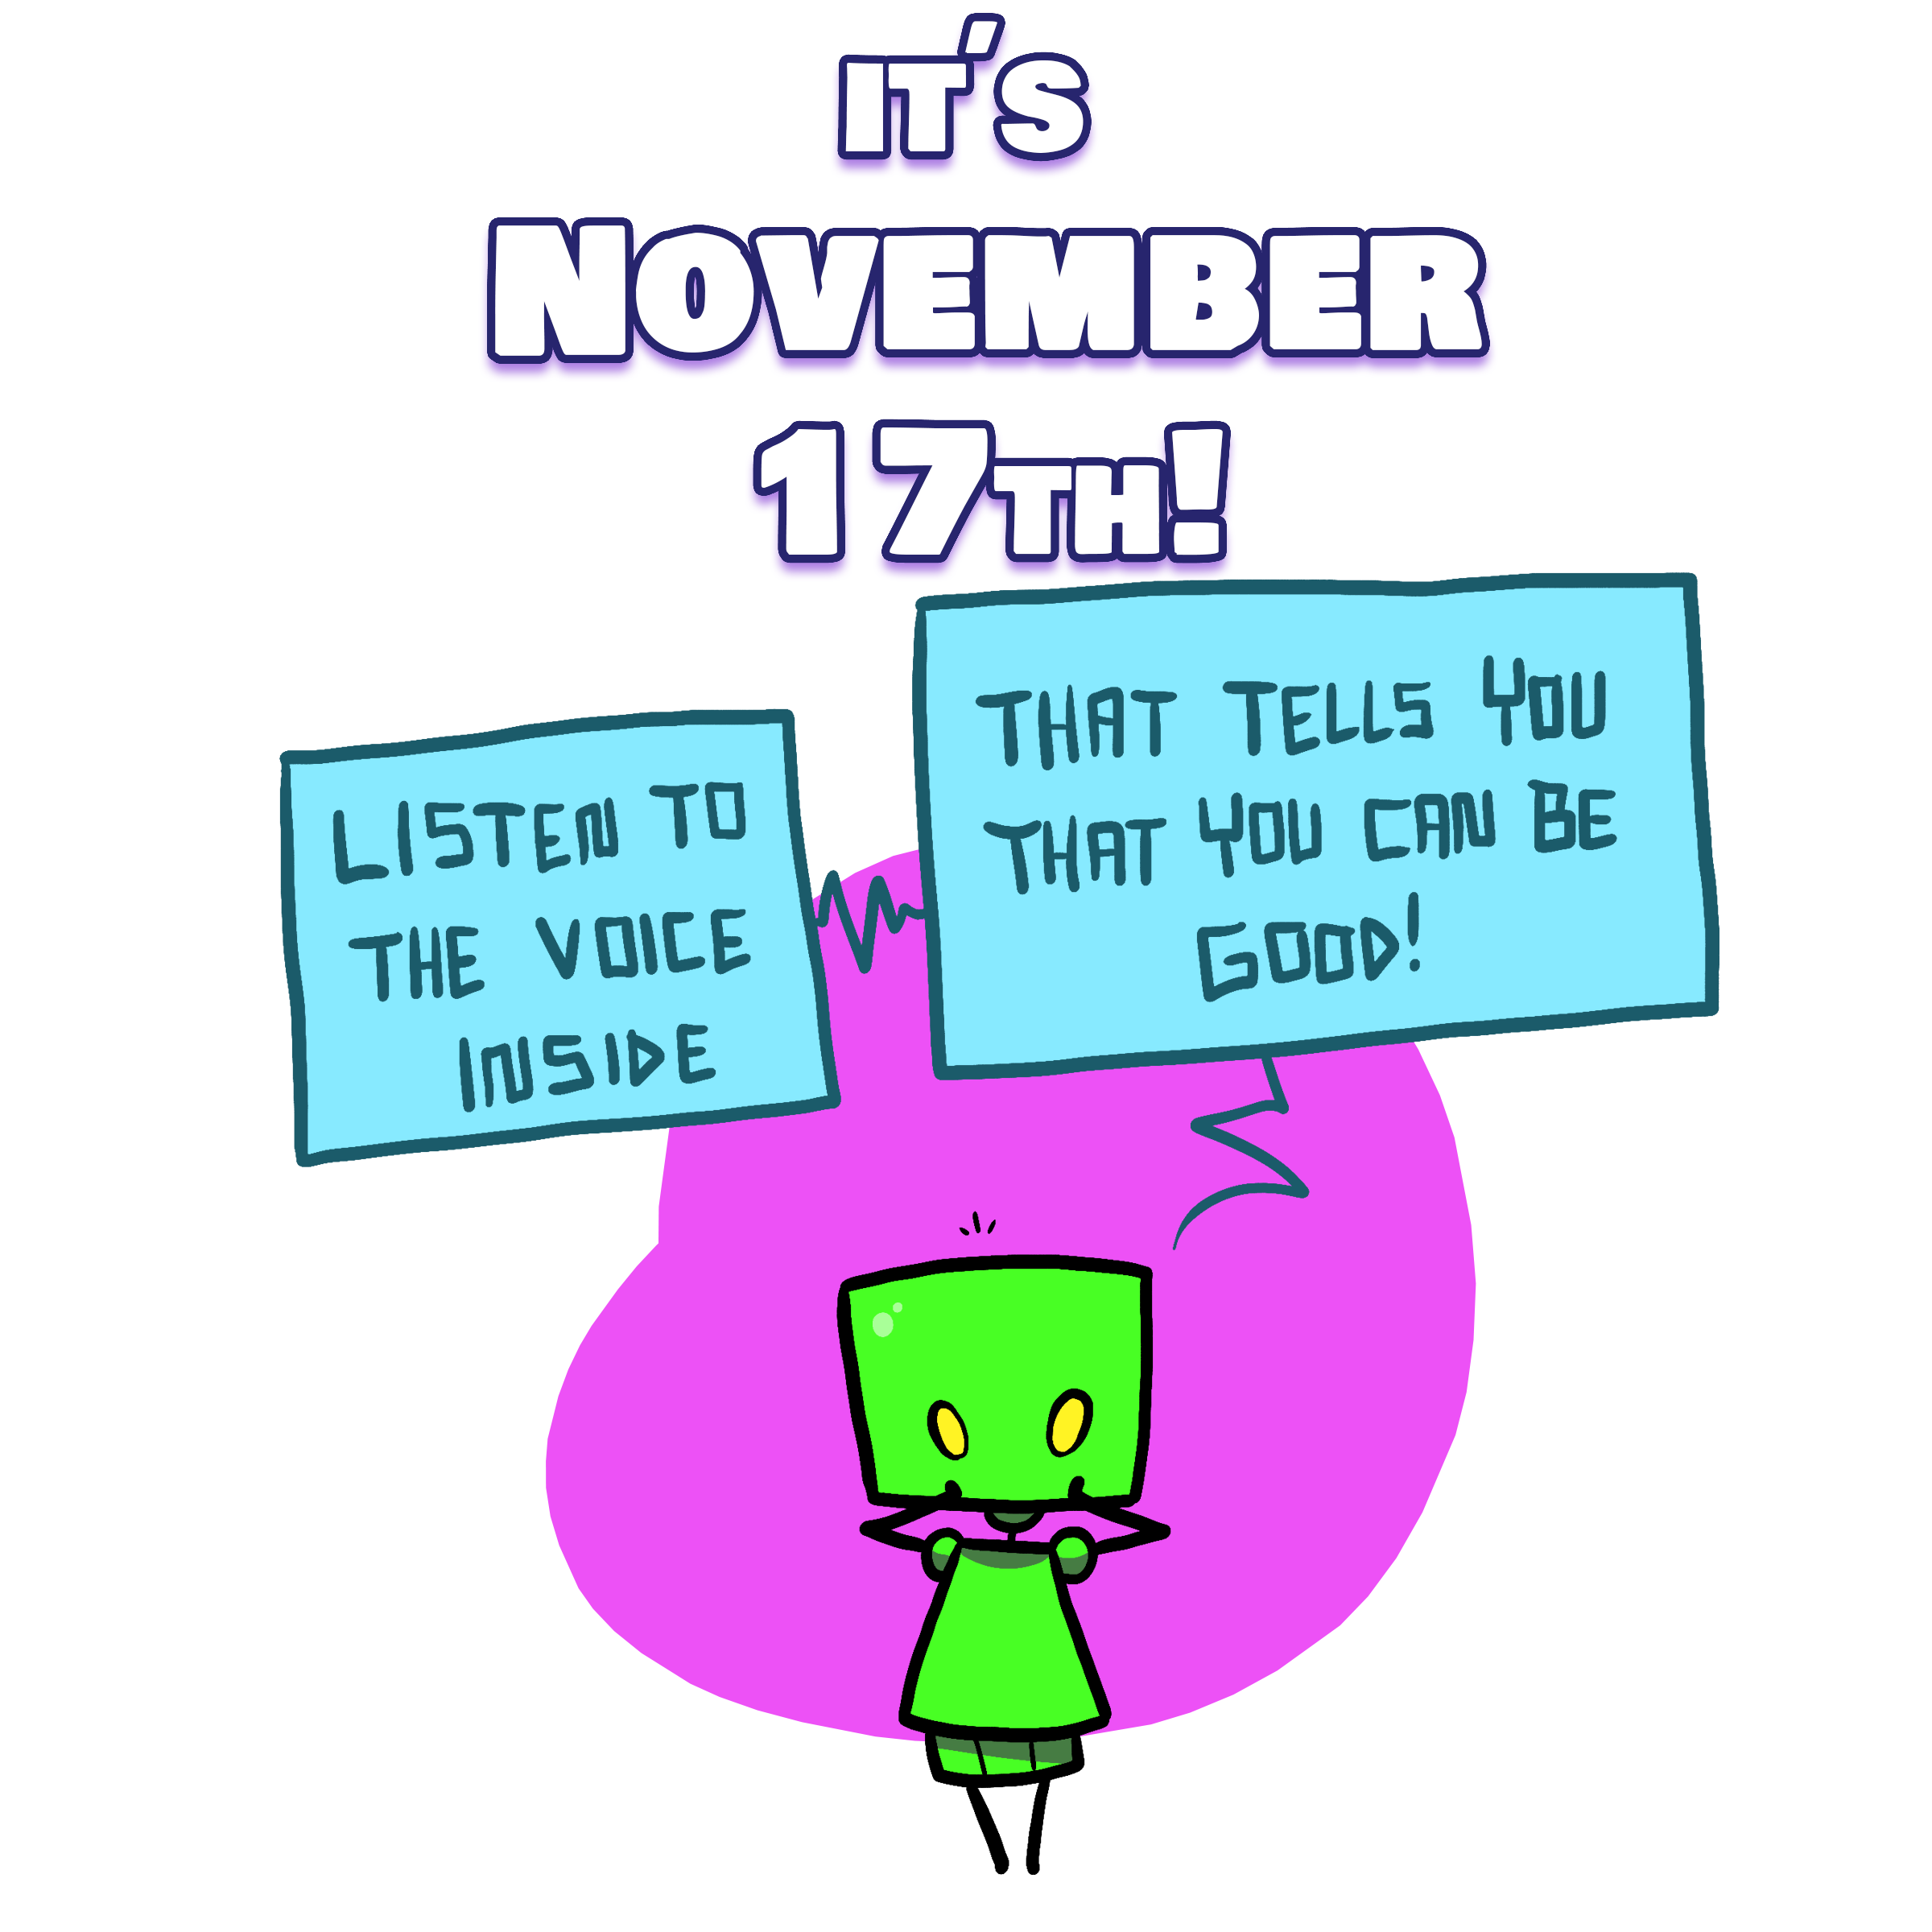 IT'S
NOVEMBER
17TH!
LISTEN TO
THE VOICE
INSIDE
THAT TELLS YOU
THAT YOU CAN BE
GOOD!